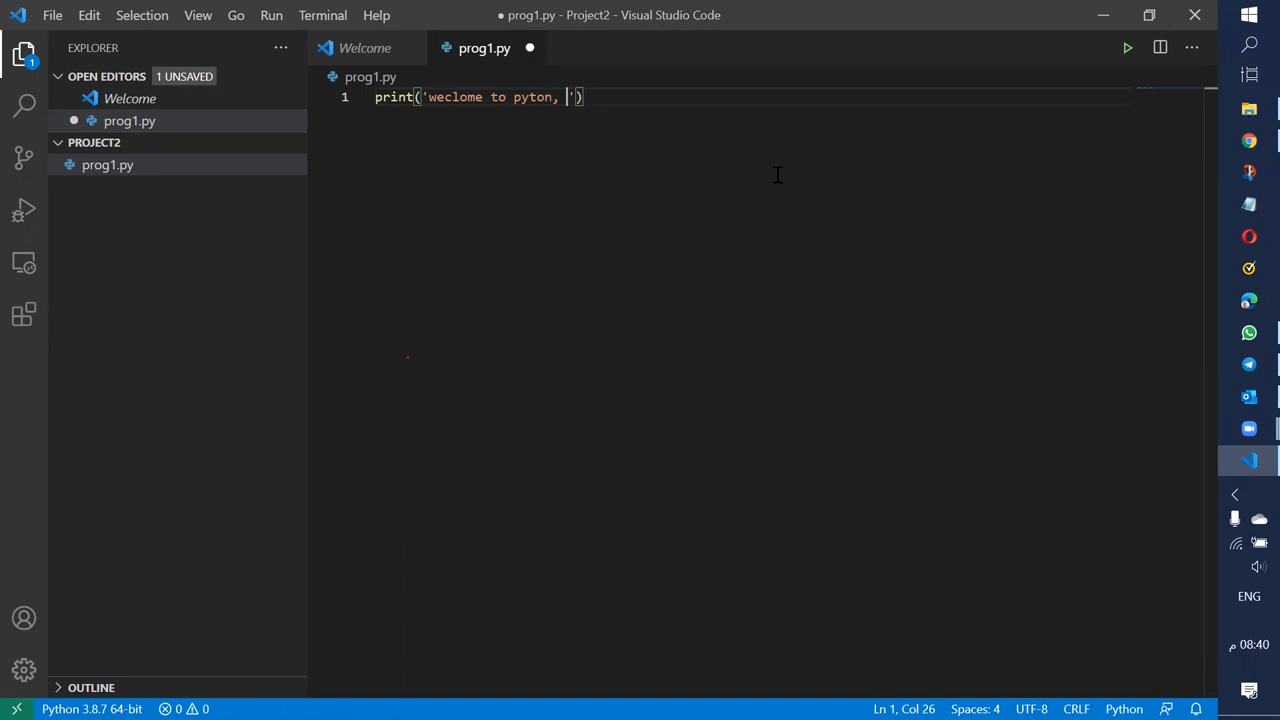 File Edit Selection View Go Run Terminal Help
● prog1.py - Project2 - Visual Studio Code
EXPLORER
Welcome
prog1.py
1
OPEN EDITORS
1 UNSAVED
Welcome
prog1.py
PROJECT2
prog1.py
prog1.py
1 print('weclome to pyton, ')
OUTLINE
ENG
08:40 م
Python 3.8.7 64-bit 0 0
Ln 1, Col 26 Spaces: 4 UTF-8 CRLF Python